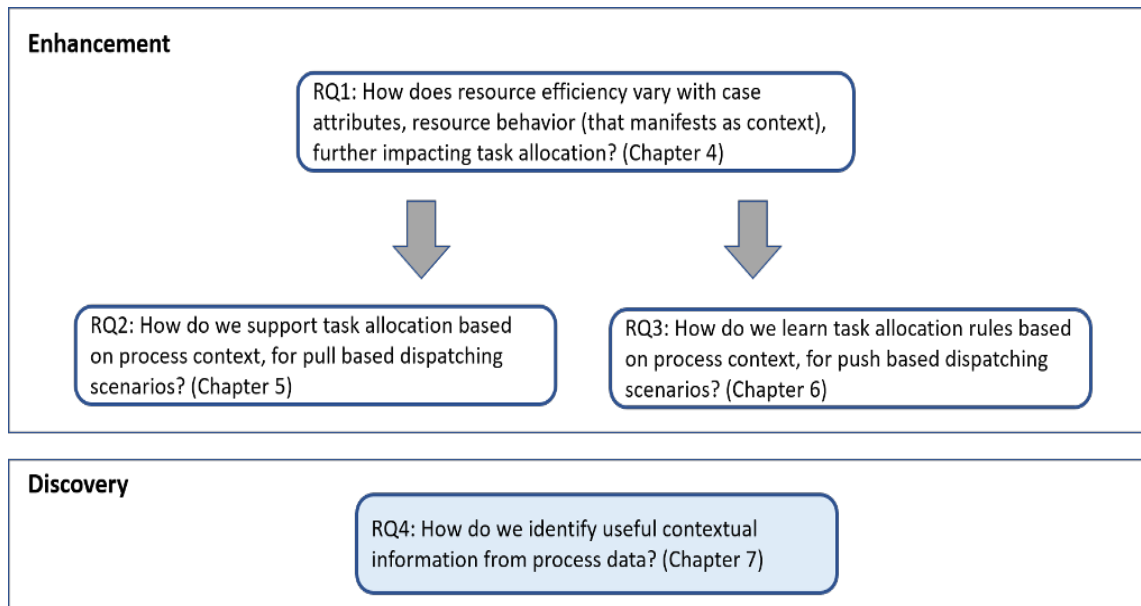 Enhancement
RQ1: How does resource efficiency vary with case
attributes, resource behavior (that manifests as context),
further impacting task allocation? (Chapter 4)
RQ2: How do we support task allocation based
on process context, for pull based dispatching
scenarios? (Chapter 5)
RQ3: How do we learn task allocation rules based
on process context, for push based dispatching
scenarios? (Chapter 6)
Discovery
RQ4: How do we identify useful contextual
information from process data? (Chapter 7)